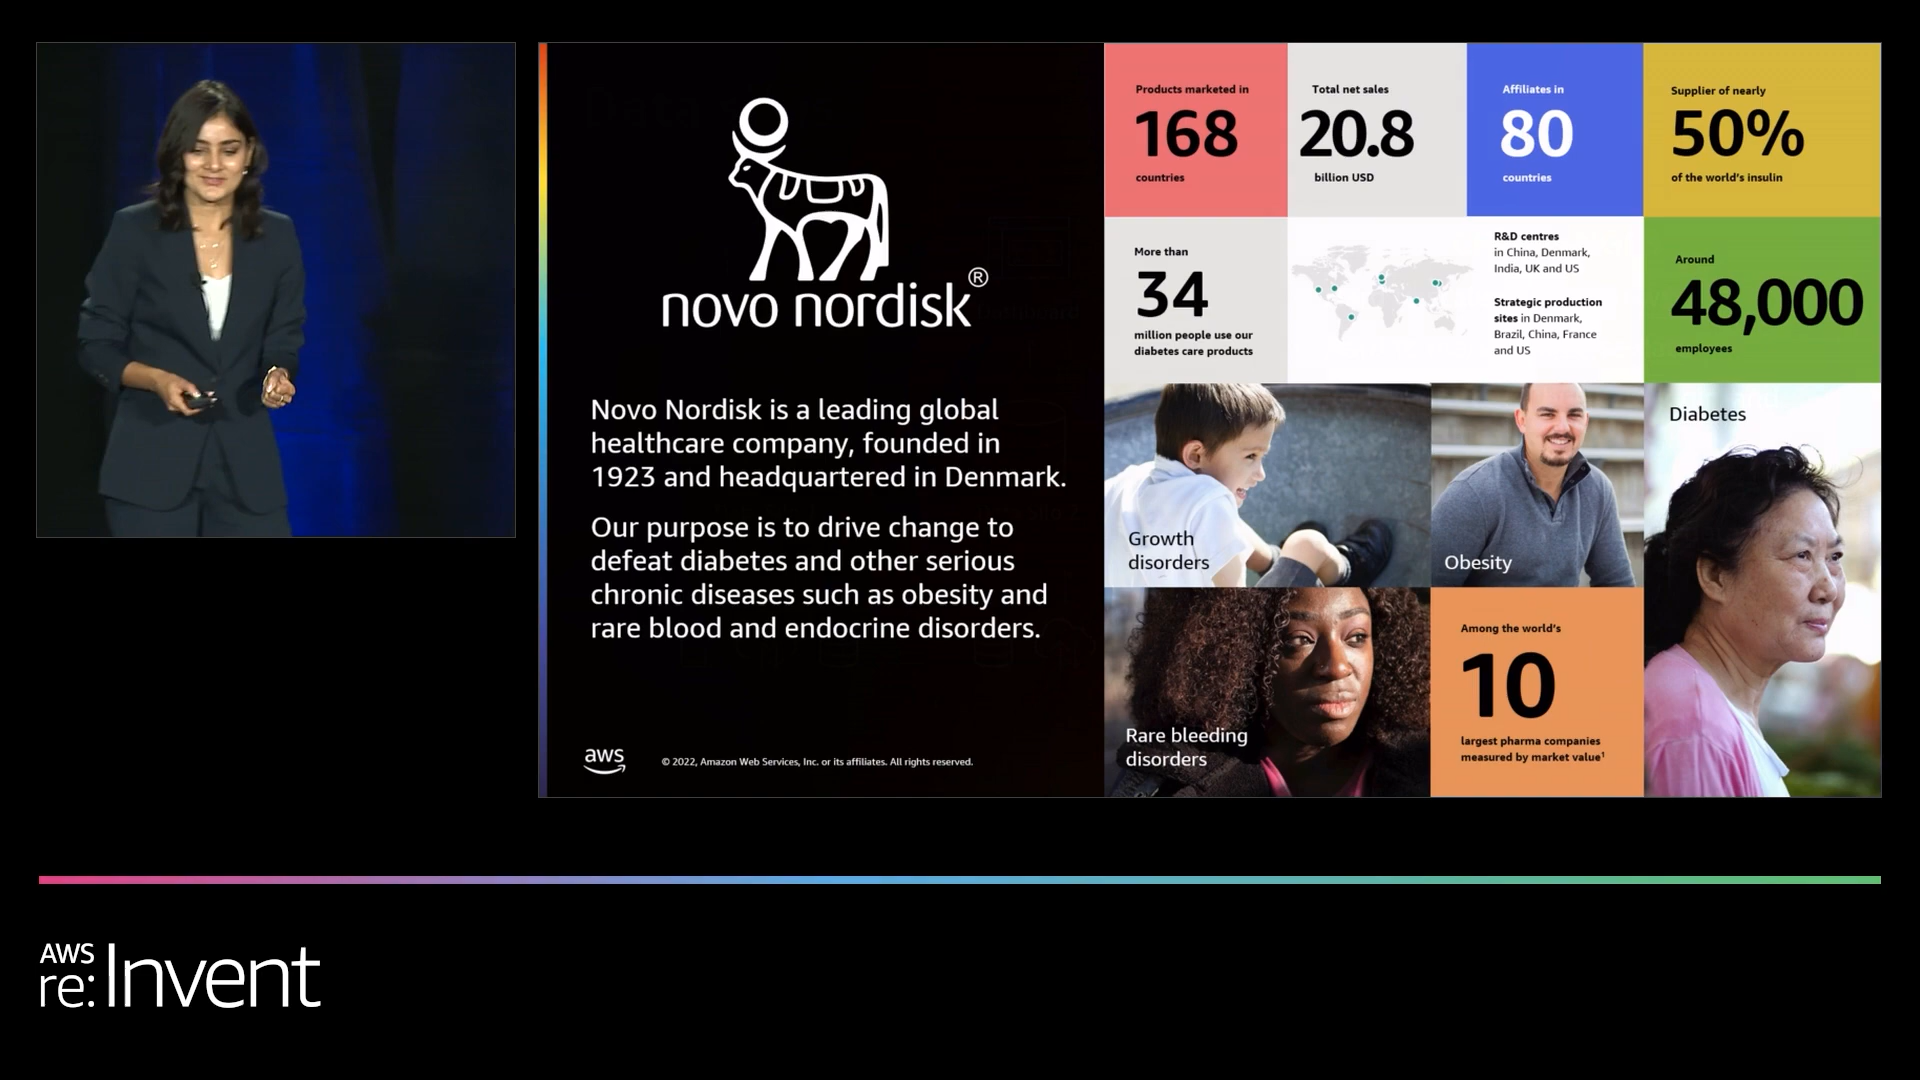 novo nordisk®
Novo Nordisk is a leading global
healthcare company, founded in
1923 and headquartered in Denmark.
Our purpose is to drive change to
defeat diabetes and other serious
chronic diseases such as obesity and
rare blood and endocrine disorders.
aws
© 2022, Amazon Web Services, Inc. or its affiliates. All rights reserved.
Products marketed in
168
countries
Total net sales
20.8
billion USD
Affiliates in
80
countries
Supplier of nearly
50%
of the world's insulin
More than
34
million people use our
diabetes care products
R&D centres
in China, Denmark,
India, UK and US
Strategic production
sites in Denmark,
Brazil, China, France
and US
Around
48,000
employees
Growth
disorders
Obesity
Diabetes
Rare bleeding
disorders
Among the world's
10
largest pharma companies
measured by market value¹
AWS
re:Invent